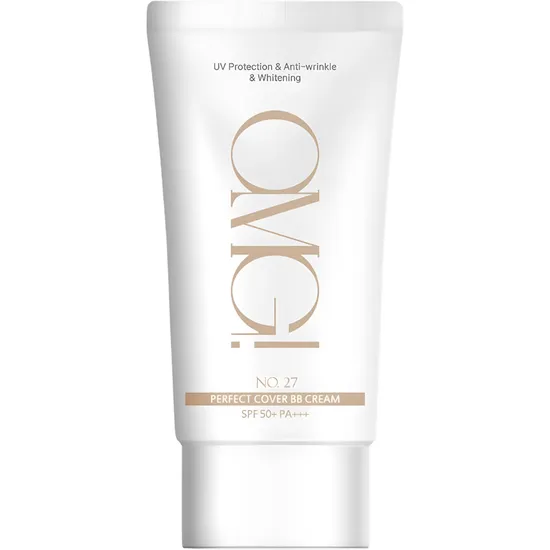 UV Protection & Anti-wrinkle
& Whitening
OMG!
NO. 27
PERFECT COVER BB CREAM
SPF 50+ PA+++